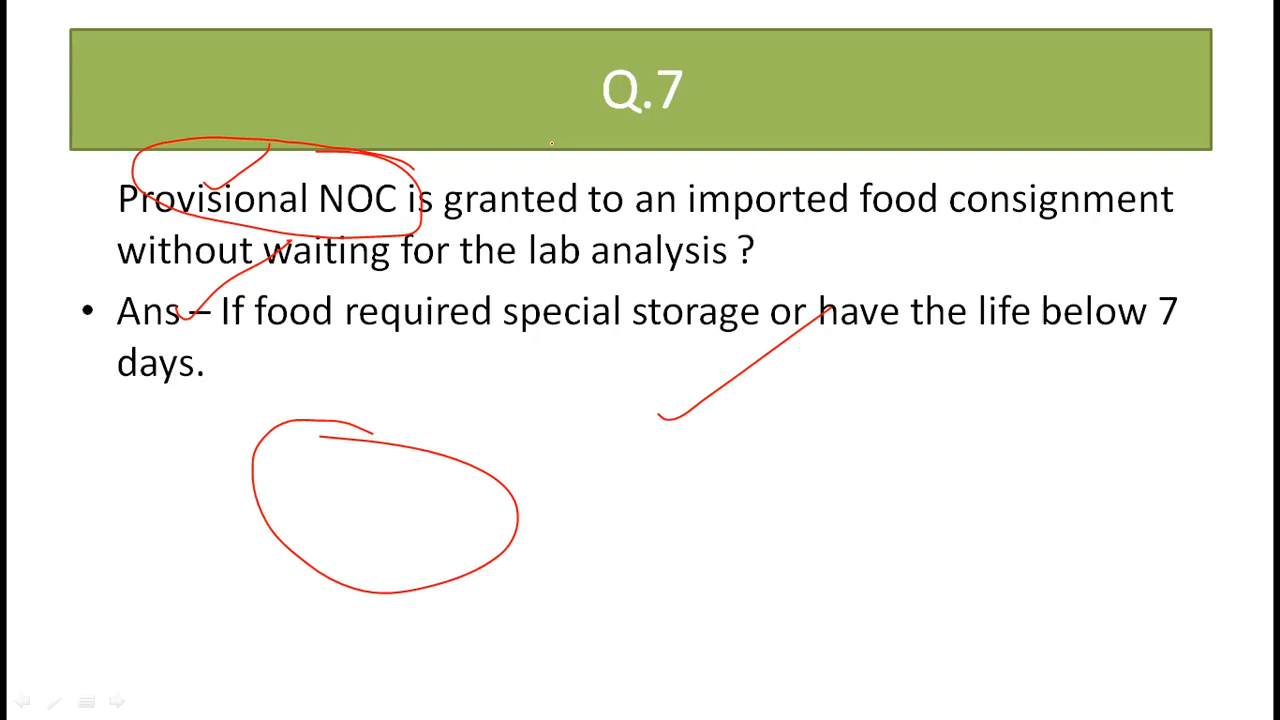 Q.7
Provisional NOC is granted to an imported food consignment
without waiting for the lab analysis ?
• Ans – If food required special storage or have the life below 7
days.